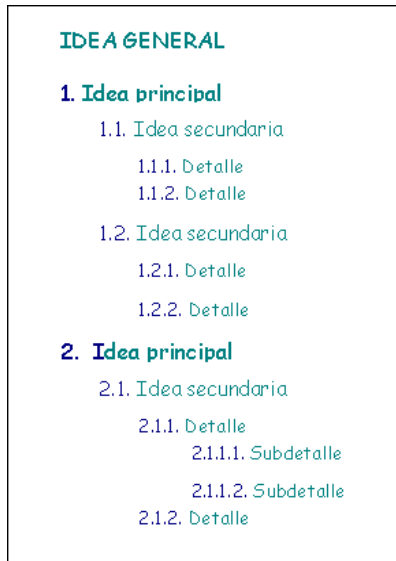 IDEA GENERAL
1. Idea principal
1.1. Idea secundaria
1.1.1. Detalle
1.1.2. Detalle
1.2. Idea secundaria
1.2.1. Detalle
1.2.2. Detalle
2. Idea principal
2.1. Idea secundaria
2.1.1. Detalle
2.1.1.1. Subdetalle
2.1.1.2. Subdetalle
2.1.2. Detalle